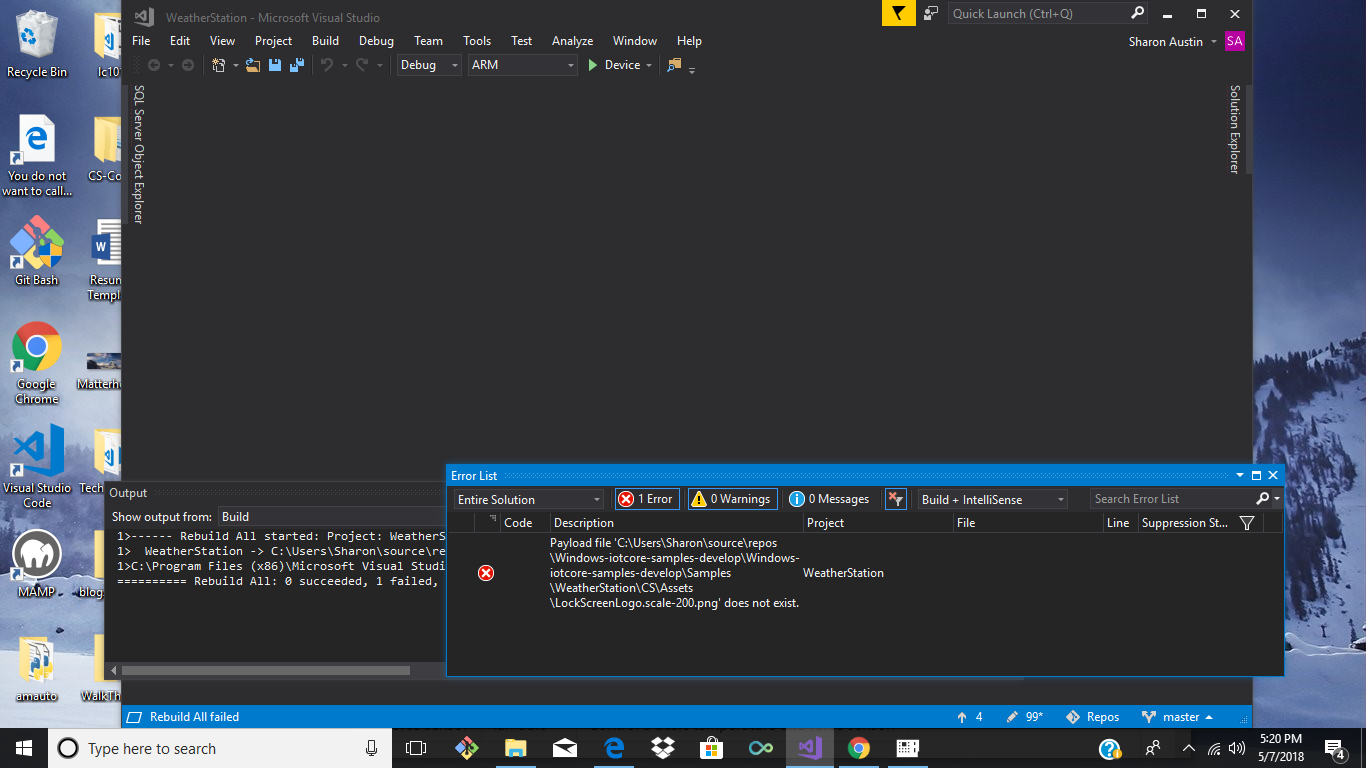 WeatherStation - Microsoft Visual Studio
Quick Launch (Ctrl+Q)
File Edit View Project Build Debug Team Tools Test Analyze Window Help
Sharon Austin SA
Debug ARM Device
SQL Server Object Explorer
Solution Explorer
Recycle Bin
lc101
You do not
want to call...
CS-Co
Git Bash
Resun
Templ
Google
Chrome
Matterh
Visual Studio
Code
Tech
MAMP
blog
amauto
WalkTh
Output
Show output from: Build
1>------ Rebuild All started: Project: WeatherS
1> WeatherStation -> C:\Users\Sharon\source\re
1>C:\Program Files (x86)\Microsoft Visual Studi
========== Rebuild All: 0 succeeded, 1 failed,
Error List
Entire Solution 1 Error 0 Warnings 0 Messages Build + IntelliSense Search Error List
Code Description Project File Line Suppression St...
Payload file 'C:\Users\Sharon\source\repos
\Windows-iotcore-samples-develop\Windows-
iotcore-samples-develop\Samples
\WeatherStation\CS\Assets
\LockScreenLogo.scale-200.png' does not exist.
WeatherStation
Rebuild All failed
4 99* Repos master
Type here to search
5:20 PM
5/7/2018
4